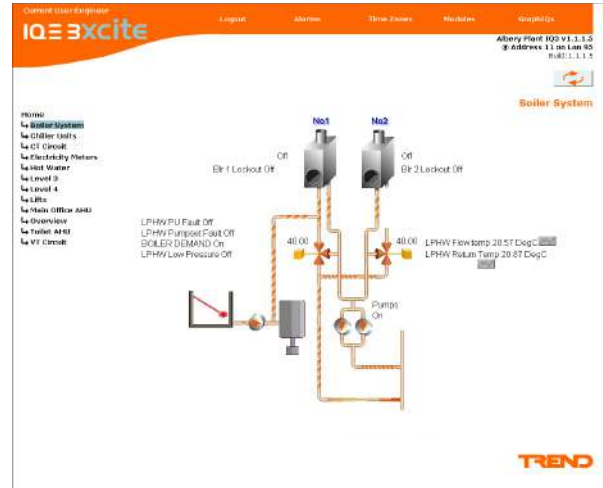 Current User:Engineer
IQ3xcite
Logout
Alarms
Time Zones
Modules
GraphIQs
Albery Plant IQ3 v1.1.1.5
@ Address 11 on Lan 95
Build:1.1.1.5
Boiler System
Home
Boiler System
Chiller Units
CT Circuit
Electricity Meters
Hot Water
Level 3
Level 4
Lifts
Main Office AHU
Overview
Toilet AHU
VT Circuit
No1
No2
Off
Off
Blr 1 Lockout Off
Blr 2 Lockout Off
LPHW PU Fault Off
LPHW Pumpset Fault Off
BOILER DEMAND On
LPHW Low Pressure Off
40.00
40.00
LPHW Flow temp 20.57 DegC
LPHW Return Temp 20.87 DegC
Pumps
On
TREND